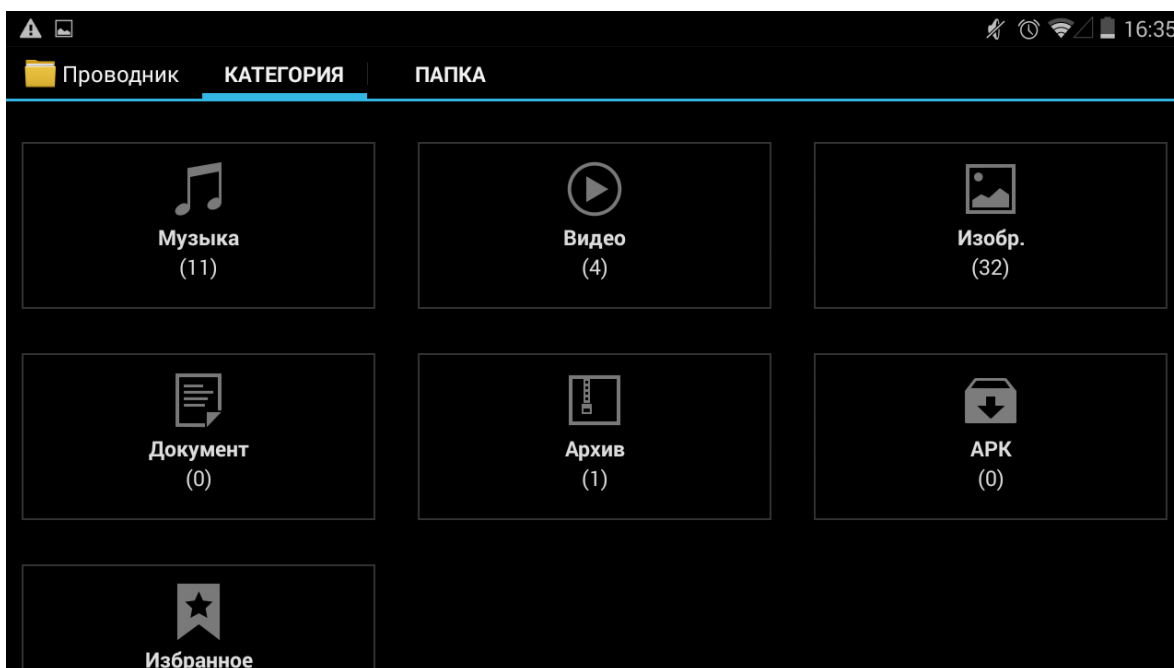 16:35
Проводник КАТЕГОРИЯ ПАПКА
Музыка Видео Изобр.
(11) (4) (32)
Документ Архив APK
(0) (1) (0)
Избранное